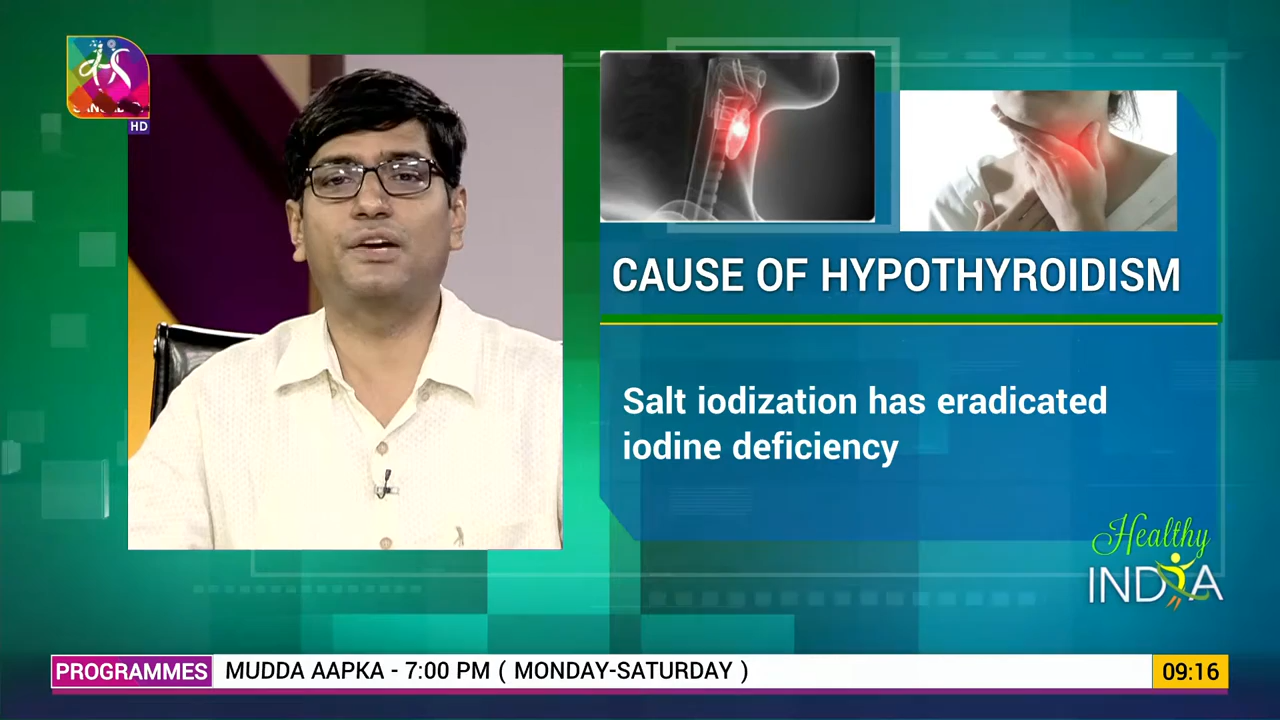 HD
CAUSE OF HYPOTHYROIDISM
Salt iodization has eradicated
iodine deficiency
Healthy
INDIA
PROGRAMMES MUDDA AAPKA - 7:00 PM ( MONDAY-SATURDAY ) 09:16